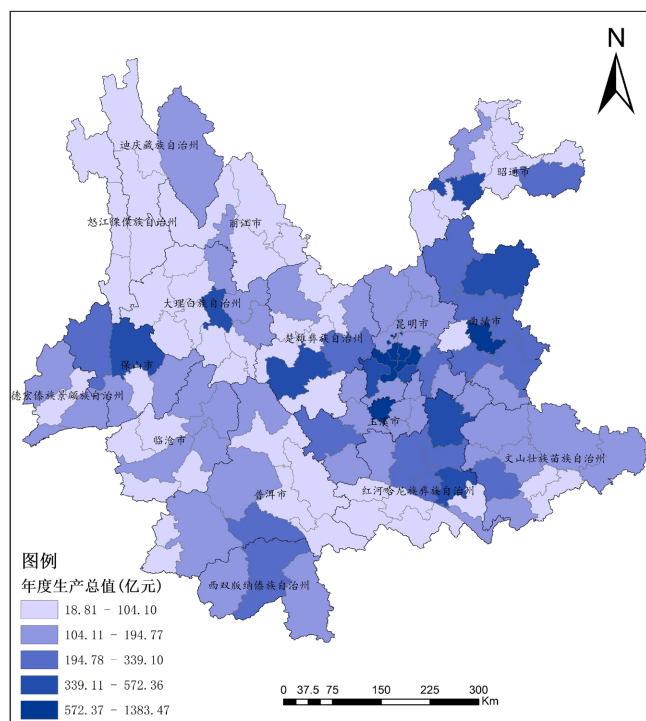 N
迪庆藏族自治州
昭通市
怒江傈僳族自治州
丽江市
大理白族自治州
昆明市
曲靖市
楚雄彝族自治州
保山市
德宏傣族景颇族自治州
玉溪市
临沧市
文山壮族苗族自治州
普洱市
红河哈尼族彝族自治州
西双版纳傣族自治州
图例
年度生产总值(亿元)
18.81 - 104.10
104.11 - 194.77
194.78 - 339.10
339.11 - 572.36
572.37 - 1383.47
0 37.5 75 150 225 300
Km